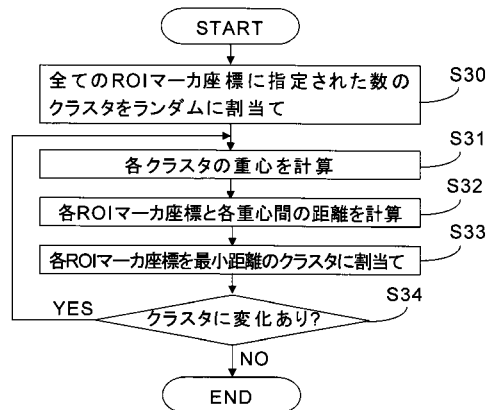 START
全てのROIマーカ座標に指定された数の
クラスタをランダムに割当て
S30
各クラスタの重心を計算
S31
各ROIマーカ座標と各重心間の距離を計算
S32
各ROIマーカ座標を最小距離のクラスタに割当て
S33
クラスタに変化あり?
S34
YES
NO
END